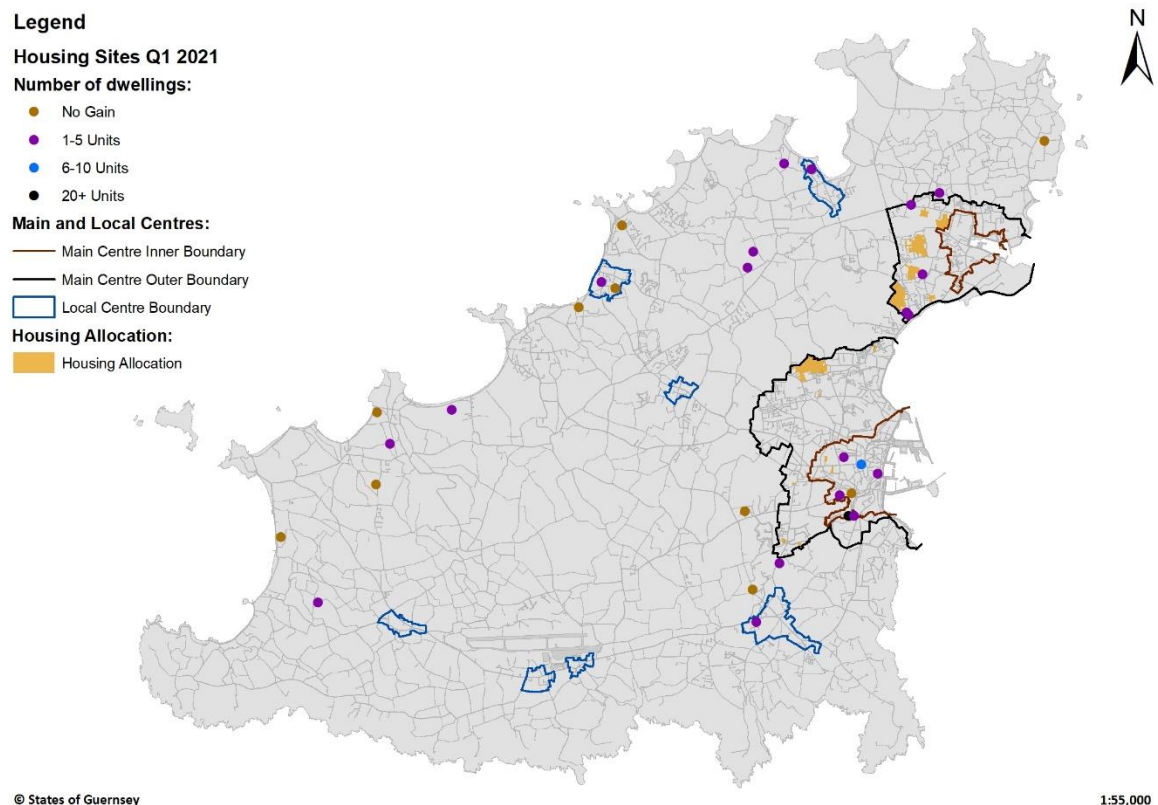 Legend
Housing Sites Q1 2021
Number of dwellings:
No Gain
1-5 Units
6-10 Units
20+ Units
Main and Local Centres:
Main Centre Inner Boundary
Main Centre Outer Boundary
Local Centre Boundary
Housing Allocation:
Housing Allocation
N
© States of Guernsey
1:55,000